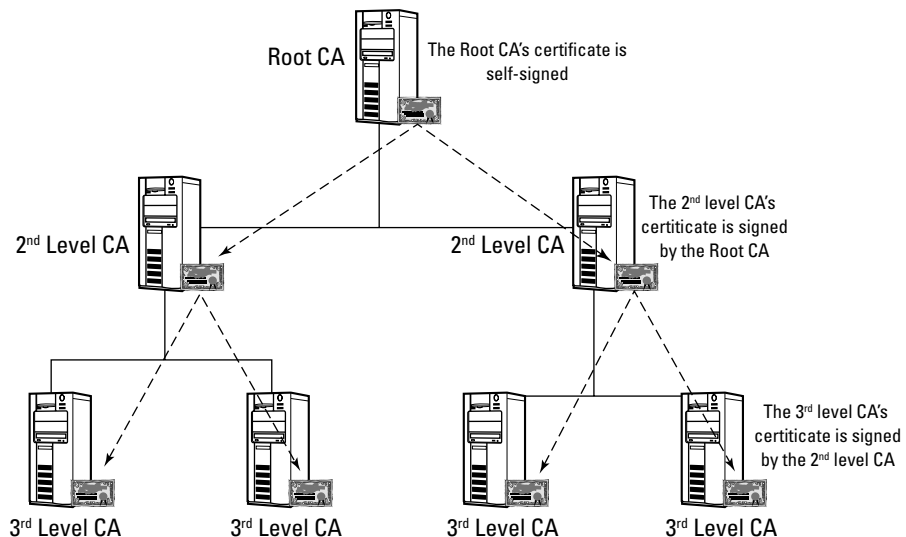 Root CA
The Root CA's certificate is
self-signed
2nd Level CA
2nd Level CA
The 2nd level CA's
certiticate is signed
by the Root CA
3rd Level CA
3rd Level CA
3rd Level CA
3rd Level CA
The 3rd level CA's
certiticate is signed
by the 2nd level CA